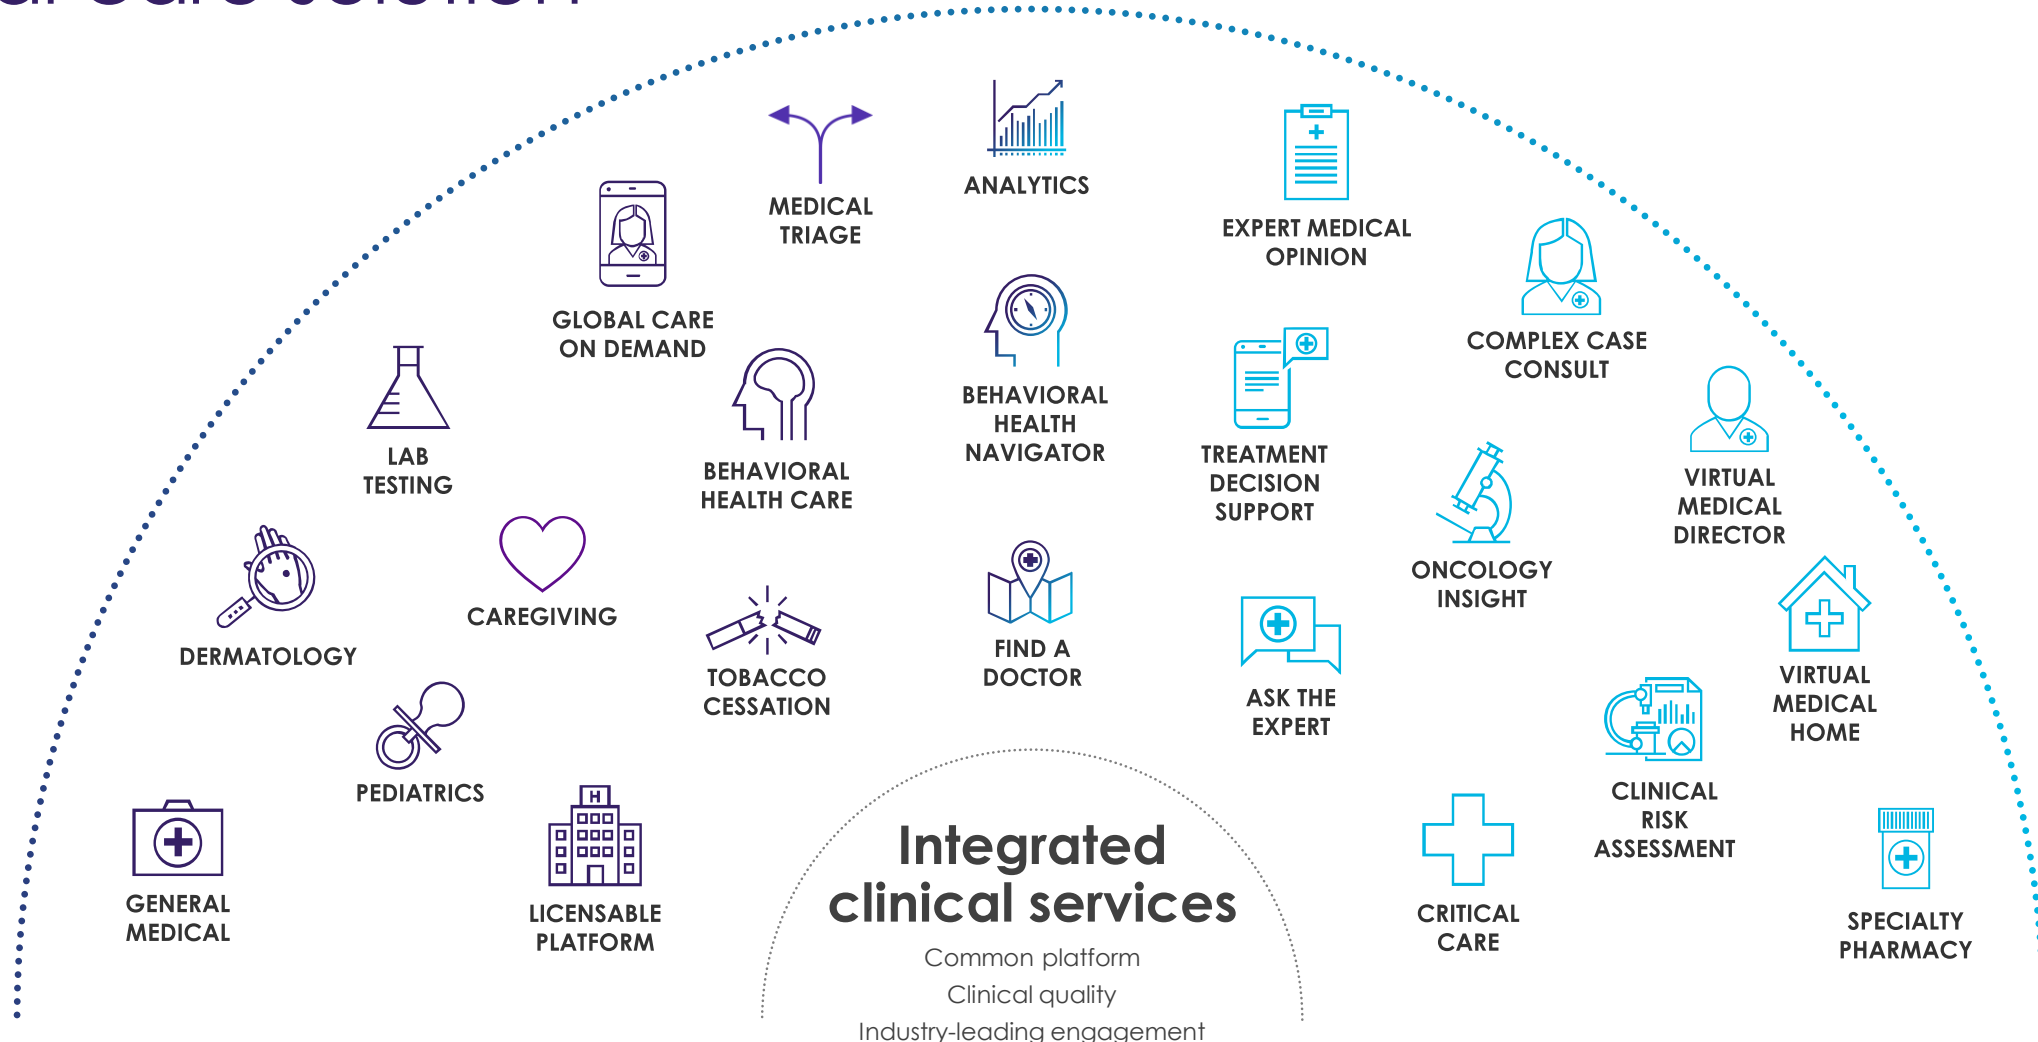 ar care solution
ANALYTICS
MEDICAL
TRIAGE
EXPERT MEDICAL
OPINION
GLOBAL CARE
ON DEMAND
COMPLEX CASE
CONSULT
BEHAVIORAL
HEALTH
NAVIGATOR
LAB
TESTING
BEHAVIORAL
HEALTH CARE
TREATMENT
DECISION
SUPPORT
VIRTUAL
MEDICAL
DIRECTOR
ONCOLOGY
INSIGHT
CAREGIVING
DERMATOLOGY
TOBACCO
CESSATION
FIND A
DOCTOR
ASK THE
EXPERT
VIRTUAL
MEDICAL
HOME
PEDIATRICS
CLINICAL
RISK
ASSESSMENT
H
GENERAL
MEDICAL
LICENSABLE
PLATFORM
Integrated
clinical services
Common platform
Clinical quality
Industry-leading engagement
CRITICAL
CARE
SPECIALTY
PHARMACY